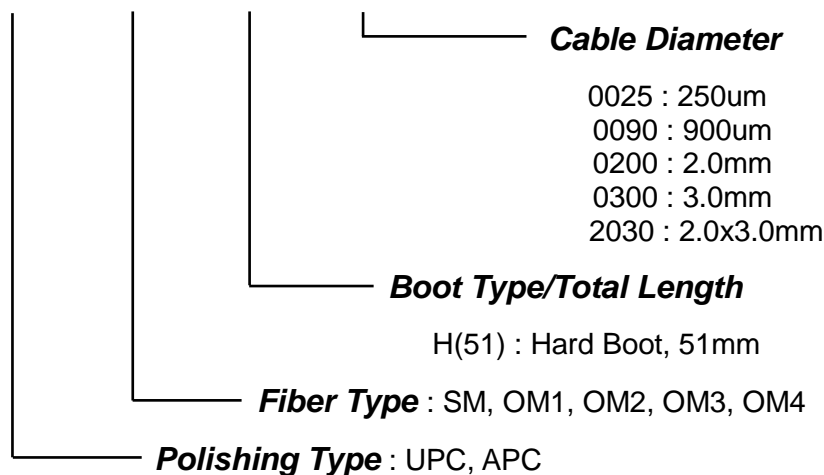 Cable Diameter
0025 : 250um
0090 : 900um
0200 : 2.0mm
0300 : 3.0mm
2030 : 2.0x3.0mm
Boot Type/Total Length
H(51) : Hard Boot, 51mm
Fiber Type : SM, OM1, OM2, OM3, OM4
Polishing Type : UPC, APC